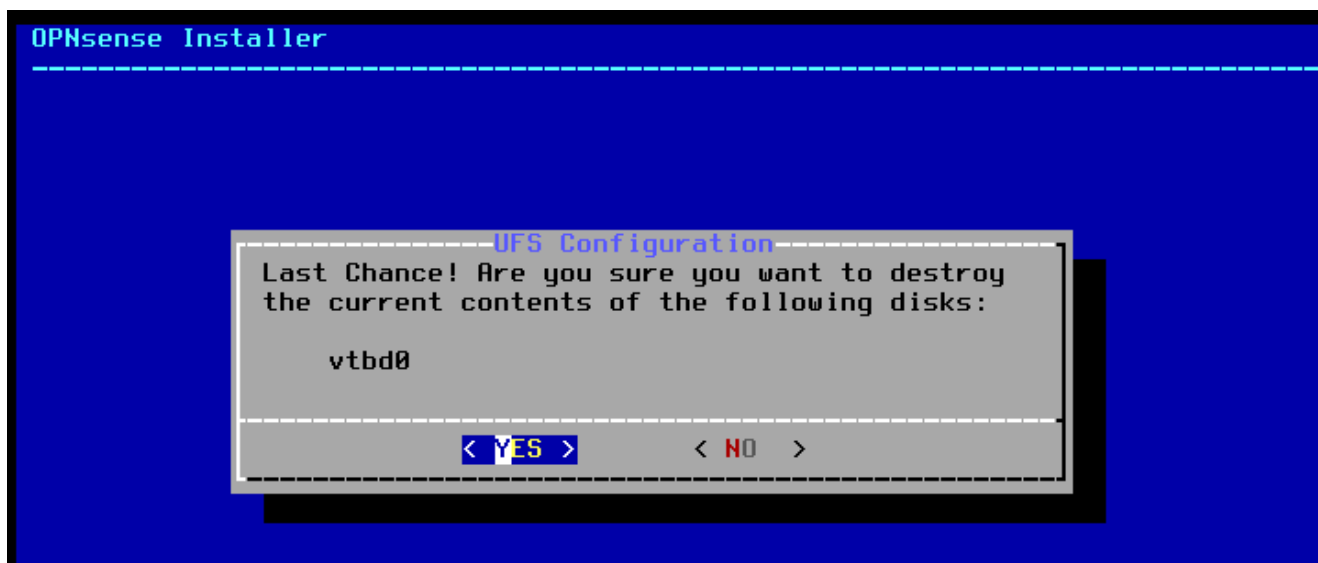 OPNsense Installer
UFS Configuration
Last Chance! Are you sure you want to destroy
the current contents of the following disks:
vtbd0
< YES > < NO >